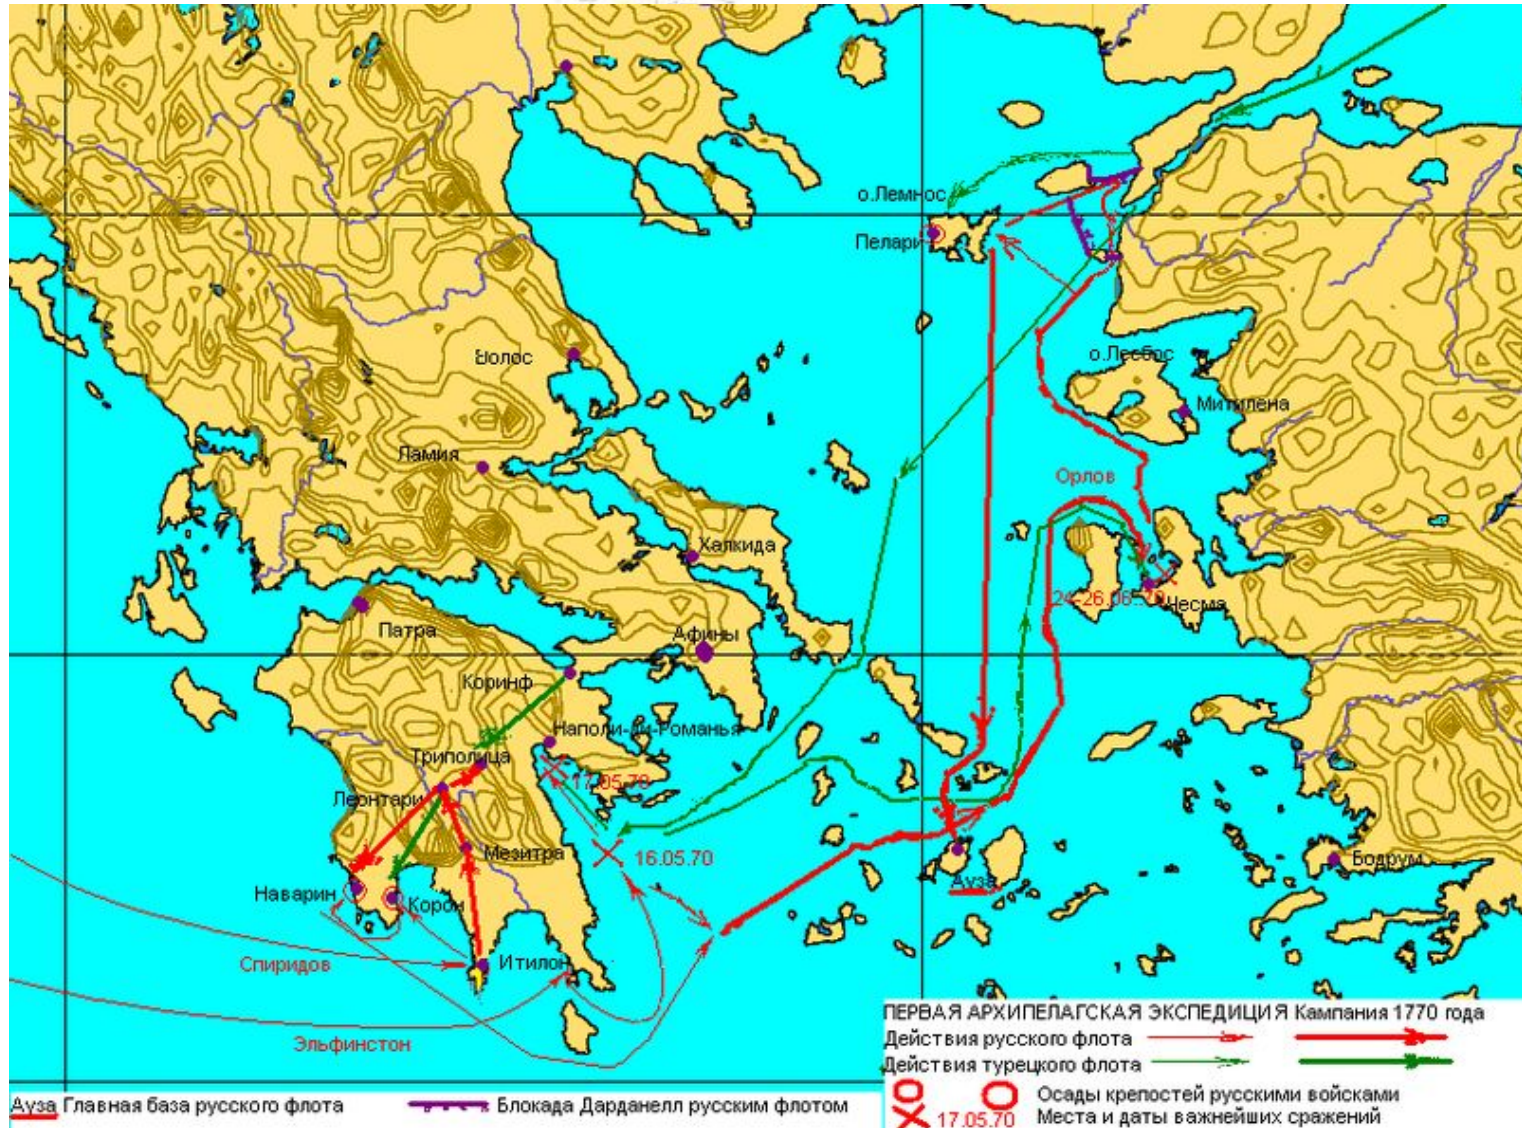 о.Лемнос
Пелари
Волос
о.Лесбос
Митилена
Ламия
Орлов
Халкида
24-26.06.70
Чесма
Патра
Афины
Коринф
Наполи-ди-Романья
Триполица
17.05.70
Леонтари
Мезитра
16.05.70
Бодрум
Ауза
Наварин
Корон
Спиридов
Итилон
Эльфинстон
ПЕРВАЯ АРХИПЕЛАГСКАЯ ЭКСПЕДИЦИЯ Кампания 1770 года
Действия русского флота
Действия турецкого флота
Осады крепостей русскими войсками
17.05.70 Места и даты важнейших сражений
Ауза Главная база русского флота
Блокада Дарданелл русским флотом